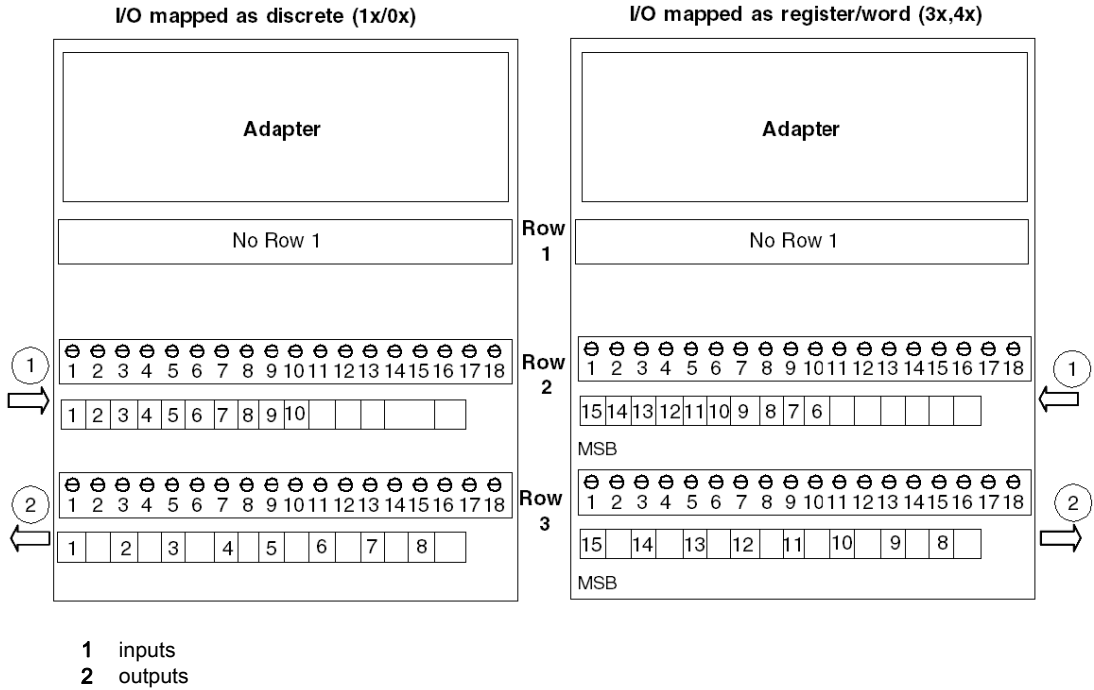 I/O mapped as discrete (1x/0x)
I/O mapped as register/word (3x,4x)
Adapter
Adapter
No Row 1
Row 1
No Row 1
1 2 3 4 5 6 7 8 9 10 11 12 13 14 15 16 17 18
1
1 2 3 4 5 6 7 8 9 10
Row 2
1 2 3 4 5 6 7 8 9 10 11 12 13 14 15 16 17 18
1
15 14 13 12 11 10 9 8 7 6
MSB
1 2 3 4 5 6 7 8 9 10 11 12 13 14 15 16 17 18
2
1 2 3 4 5 6 7 8
Row 3
1 2 3 4 5 6 7 8 9 10 11 12 13 14 15 16 17 18
2
15 14 13 12 11 10 9 8
MSB
1 inputs
2 outputs